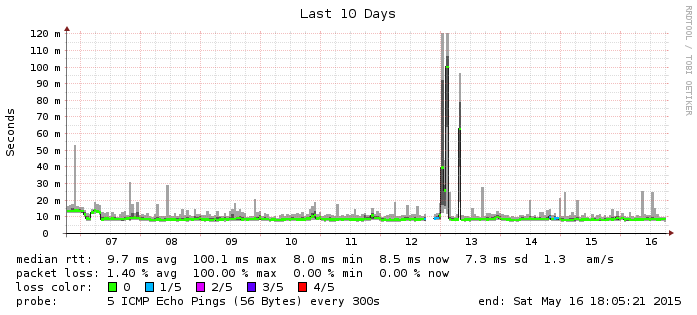 Last 10 Days
RRDTOOL / TOBI OETIKER
Seconds
120 m
110 m
100 m
90 m
80 m
70 m
60 m
50 m
40 m
30 m
20 m
10 m
0
07 08 09 10 11 12 13 14 15 16
median rtt: 9.7 ms avg 100.1 ms max 8.0 ms min 8.5 ms now 7.3 ms sd 1.3 am/s
packet loss: 1.40 % avg 100.00 % max 0.00 % min 0.00 % now
loss color: 0 1/5 2/5 3/5 4/5
probe: 5 ICMP Echo Pings (56 Bytes) every 300s end: Sat May 16 18:05:21 2015